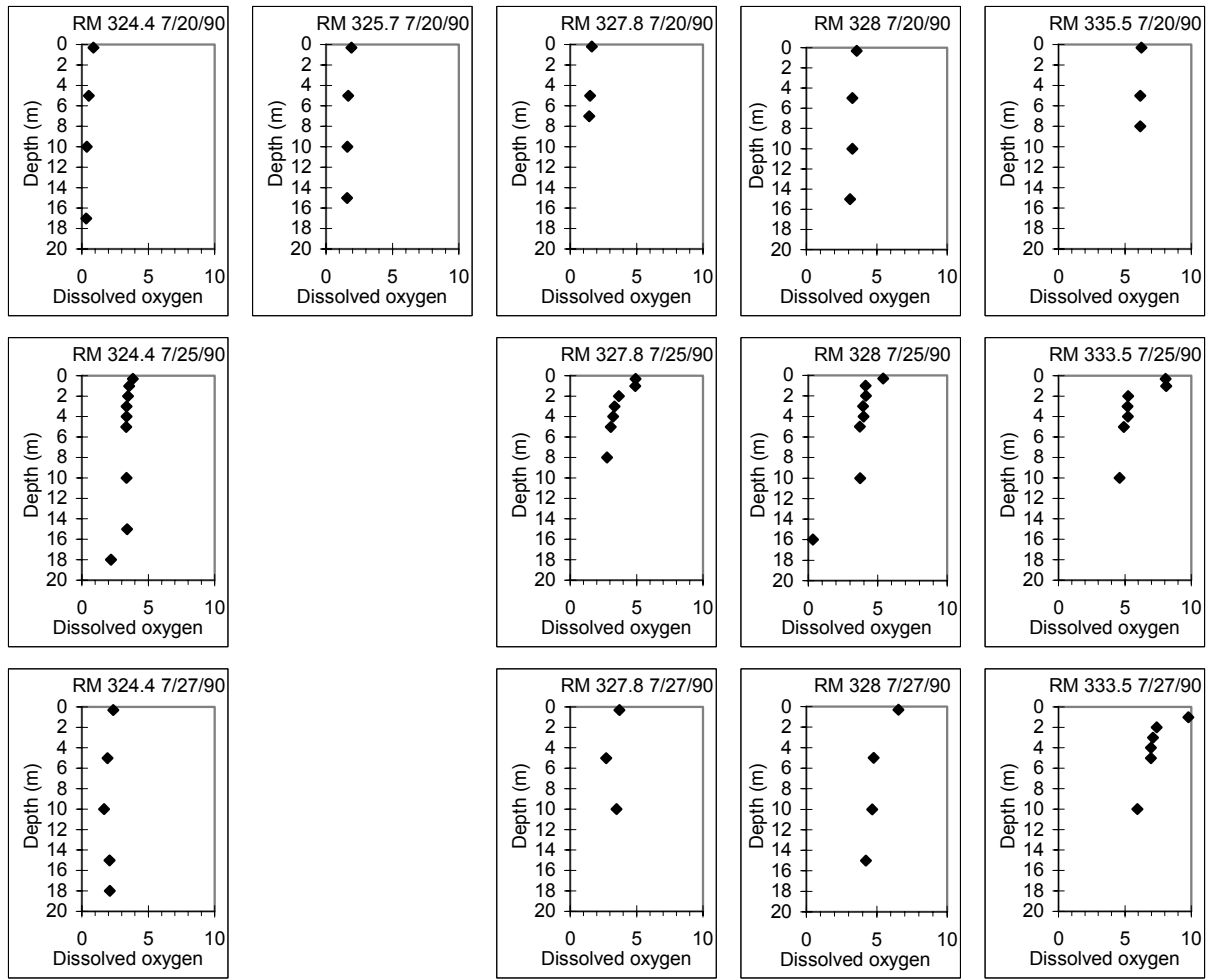 RM 324.4 7/20/90
0
2
4
6
8
10
12
14
16
18
20
Depth (m)
0 5 10
Dissolved oxygen
RM 325.7 7/20/90
0
2
4
6
8
10
12
14
16
18
20
Depth (m)
0 5 10
Dissolved oxygen
RM 327.8 7/20/90
0
2
4
6
8
10
12
14
16
18
20
Depth (m)
0 5 10
Dissolved oxygen
RM 328 7/20/90
0
2
4
6
8
10
12
14
16
18
20
Depth (m)
0 5 10
Dissolved oxygen
RM 335.5 7/20/90
0
2
4
6
8
10
12
14
16
18
20
Depth (m)
0 5 10
Dissolved oxygen
RM 324.4 7/25/90
0
2
4
6
8
10
12
14
16
18
20
Depth (m)
0 5 10
Dissolved oxygen
RM 327.8 7/25/90
0
2
4
6
8
10
12
14
16
18
20
Depth (m)
0 5 10
Dissolved oxygen
RM 328 7/25/90
0
2
4
6
8
10
12
14
16
18
20
Depth (m)
0 5 10
Dissolved oxygen
RM 333.5 7/25/90
0
2
4
6
8
10
12
14
16
18
20
Depth (m)
0 5 10
Dissolved oxygen
RM 324.4 7/27/90
0
2
4
6
8
10
12
14
16
18
20
Depth (m)
0 5 10
Dissolved oxygen
RM 327.8 7/27/90
0
2
4
6
8
10
12
14
16
18
20
Depth (m)
0 5 10
Dissolved oxygen
RM 328 7/27/90
0
2
4
6
8
10
12
14
16
18
20
Depth (m)
0 5 10
Dissolved oxygen
RM 333.5 7/27/90
0
2
4
6
8
10
12
14
16
18
20
Depth (m)
0 5 10
Dissolved oxygen